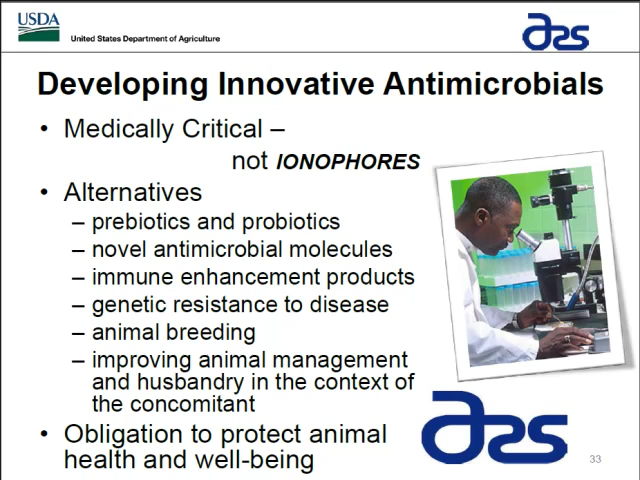 USDA
United States Department of Agriculture
ars
Developing Innovative Antimicrobials
• Medically Critical –
not IONOPHORES
• Alternatives
– prebiotics and probiotics
– novel antimicrobial molecules
– immune enhancement products
– genetic resistance to disease
– animal breeding
– improving animal management
and husbandry in the context of
the concomitant
• Obligation to protect animal
health and well-being
ars
33